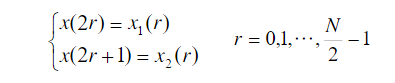 {x(2r) = x₁(r)
x(2r+1) = x₂(r)
r = 0,1,⋯, N/2 − 1